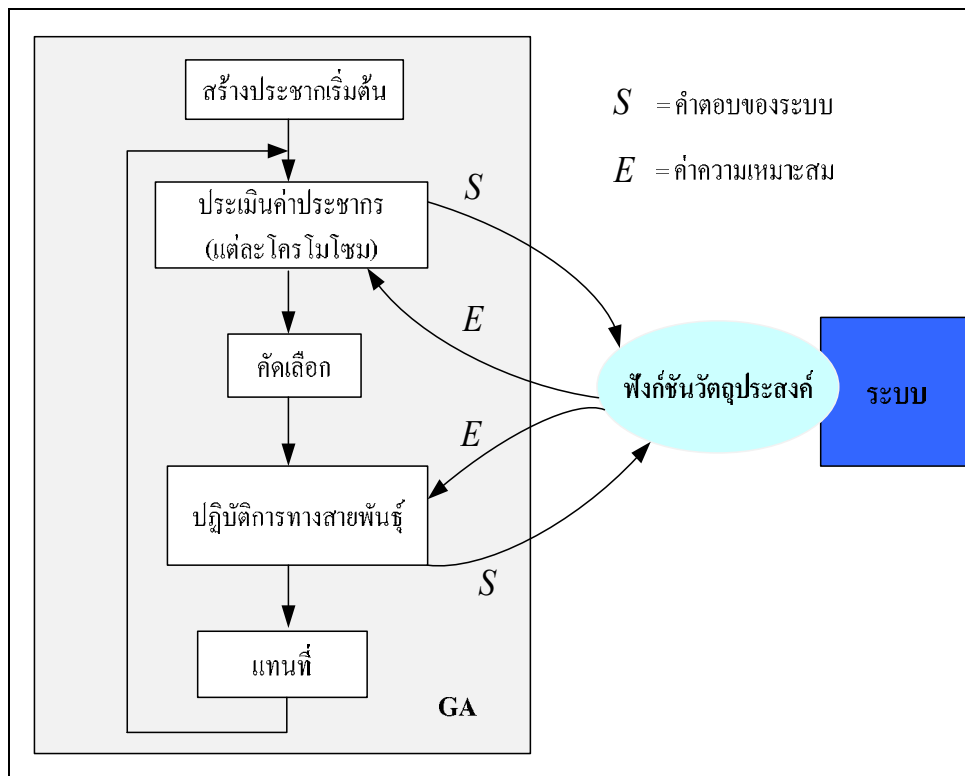 สร้างประชากเริ่มต้น
S = คำตอบของระบบ
E = ค่าความเหมาะสม
ประเมินค่าประชากร
(แต่ละโครโมโซม)
S
E
คัดเลือก
ฟังก์ชันวัตถุประสงค์
ระบบ
E
ปฏิบัติการทางสายพันธุ์
S
แทนที่
GA